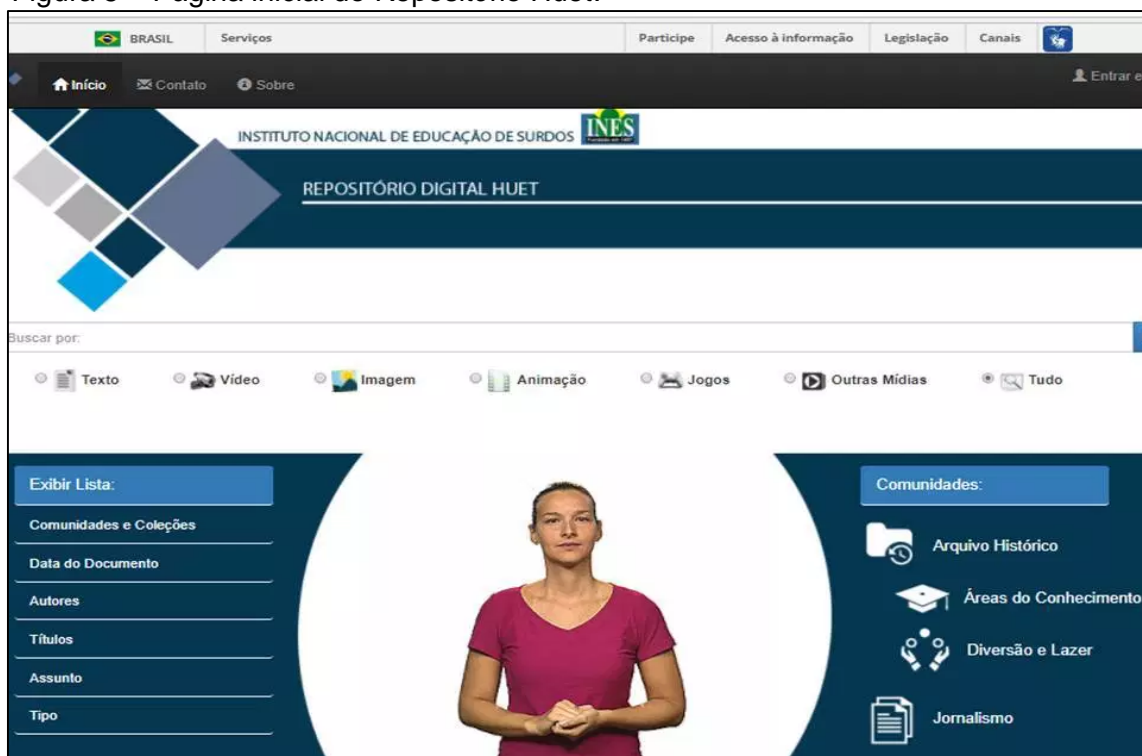 BRASIL Serviços Participe Acesso à informação Legislação Canais
Início Contato Sobre Entrar e
INSTITUTO NACIONAL DE EDUCAÇÃO DE SURDOS INES
REPOSITÓRIO DIGITAL HUET
Buscar por:
Texto Vídeo Imagem Animação Jogos Outras Mídias Tudo
Exibir Lista:
Comunidades e Coleções
Data do Documento
Autores
Títulos
Assunto
Tipo
Comunidades:
Arquivo Histórico
Áreas do Conhecimento
Diversão e Lazer
Jornalismo